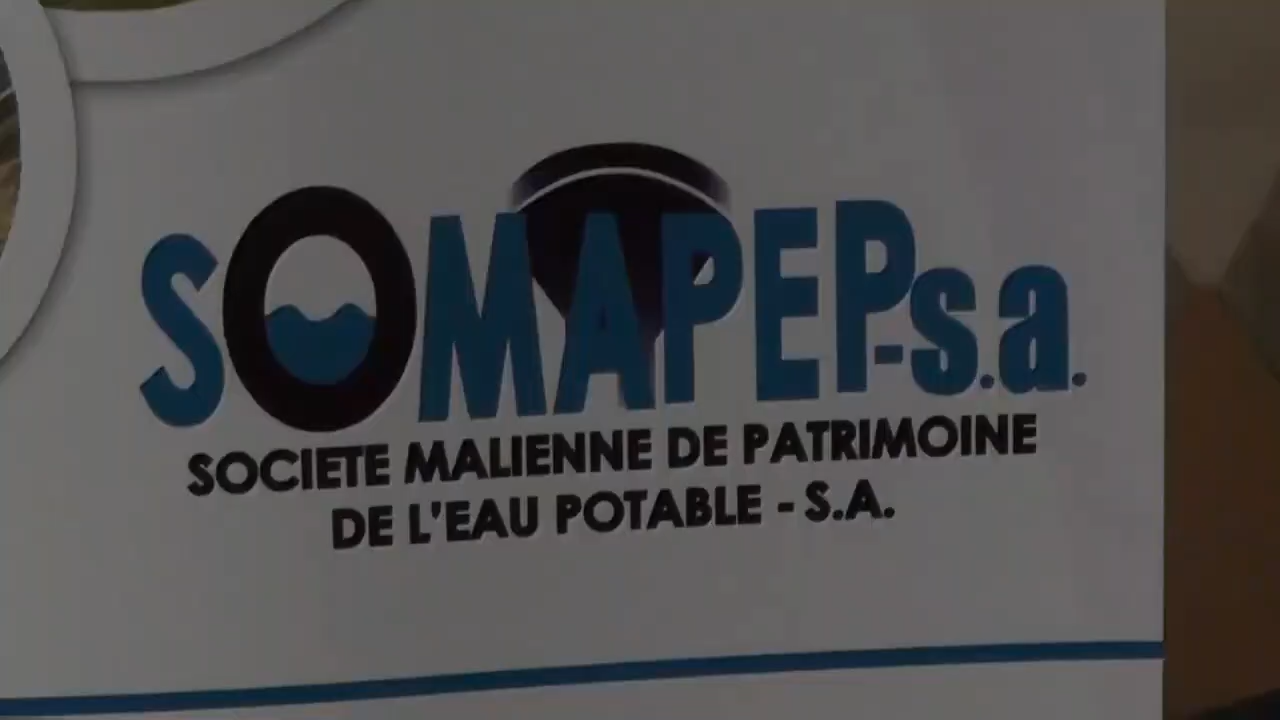 SOMAPEP-s.a.
SOCIETE MALIENNE DE PATRIMOINE
DE L'EAU POTABLE - S.A.